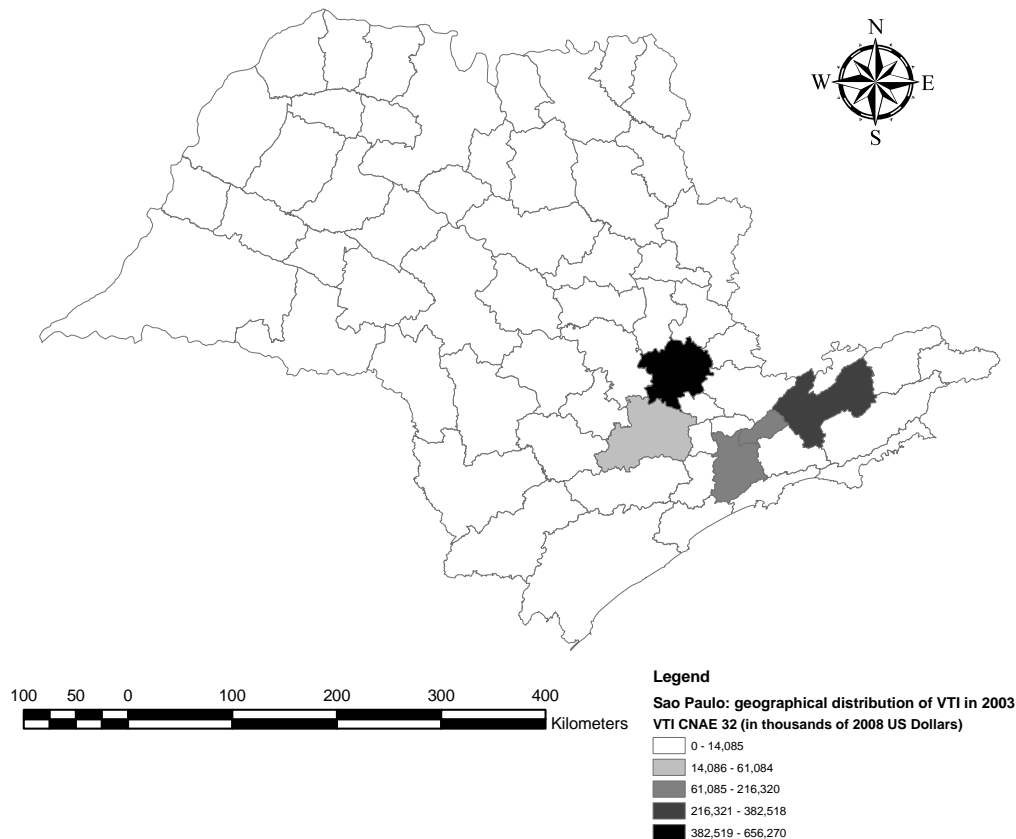 N
W E
S
100 50 0 100 200 300 400
Kilometers
Legend
Sao Paulo: geographical distribution of VTI in 2003
VTI CNAE 32 (in thousands of 2008 US Dollars)
0 - 14,085
14,086 - 61,084
61,085 - 216,320
216,321 - 382,518
382,519 - 656,270